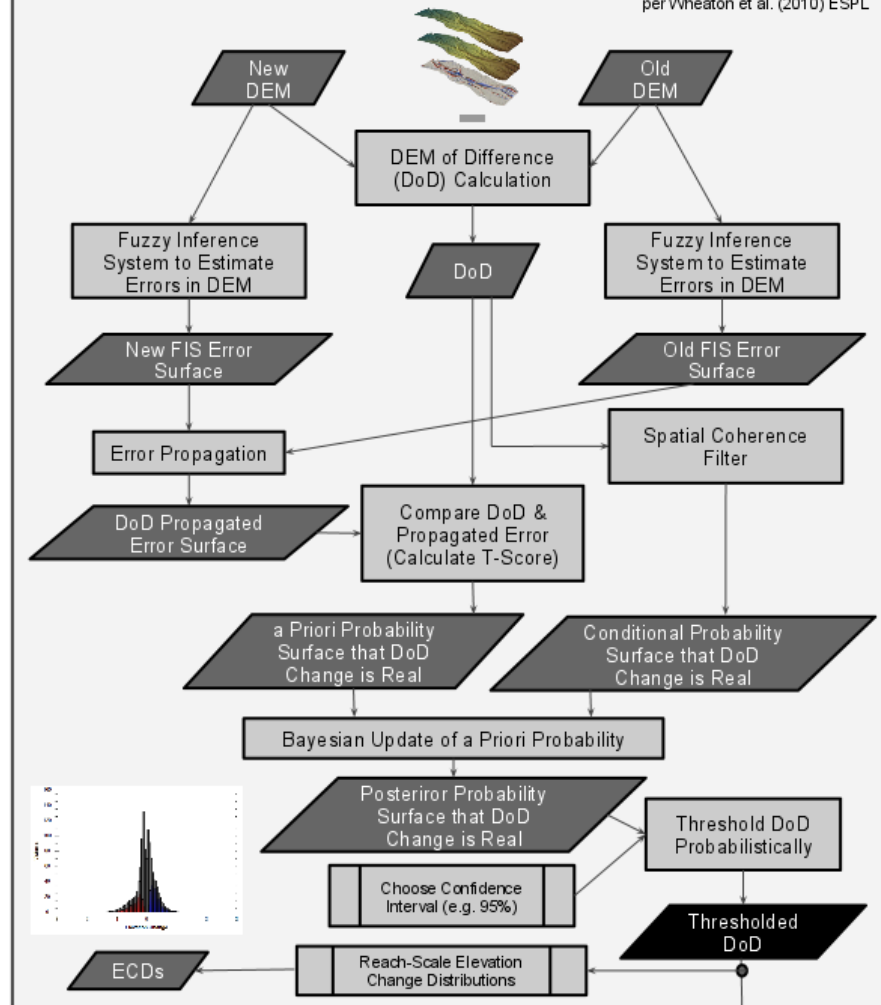 per Wheaton et al. (2010) ESPL
New
DEM
Old
DEM
DEM of Difference
(DoD) Calculation
Fuzzy Inference
System to Estimate
Errors in DEM
DoD
Fuzzy Inference
System to Estimate
Errors in DEM
New FIS Error
Surface
Old FIS Error
Surface
Error Propagation
Spatial Coherence
Filter
DoD Propagated
Error Surface
Compare DoD &
Propagated Error
(Calculate T-Score)
a Priori Probability
Surface that DoD
Change is Real
Conditional Probability
Surface that DoD
Change is Real
Bayesian Update of a Priori Probability
Posteriror Probability
Surface that DoD
Change is Real
Threshold DoD
Probabilistically
Choose Confidence
Interval (e.g. 95%)
Thresholded
DoD
Reach-Scale Elevation
Change Distributions
ECDs